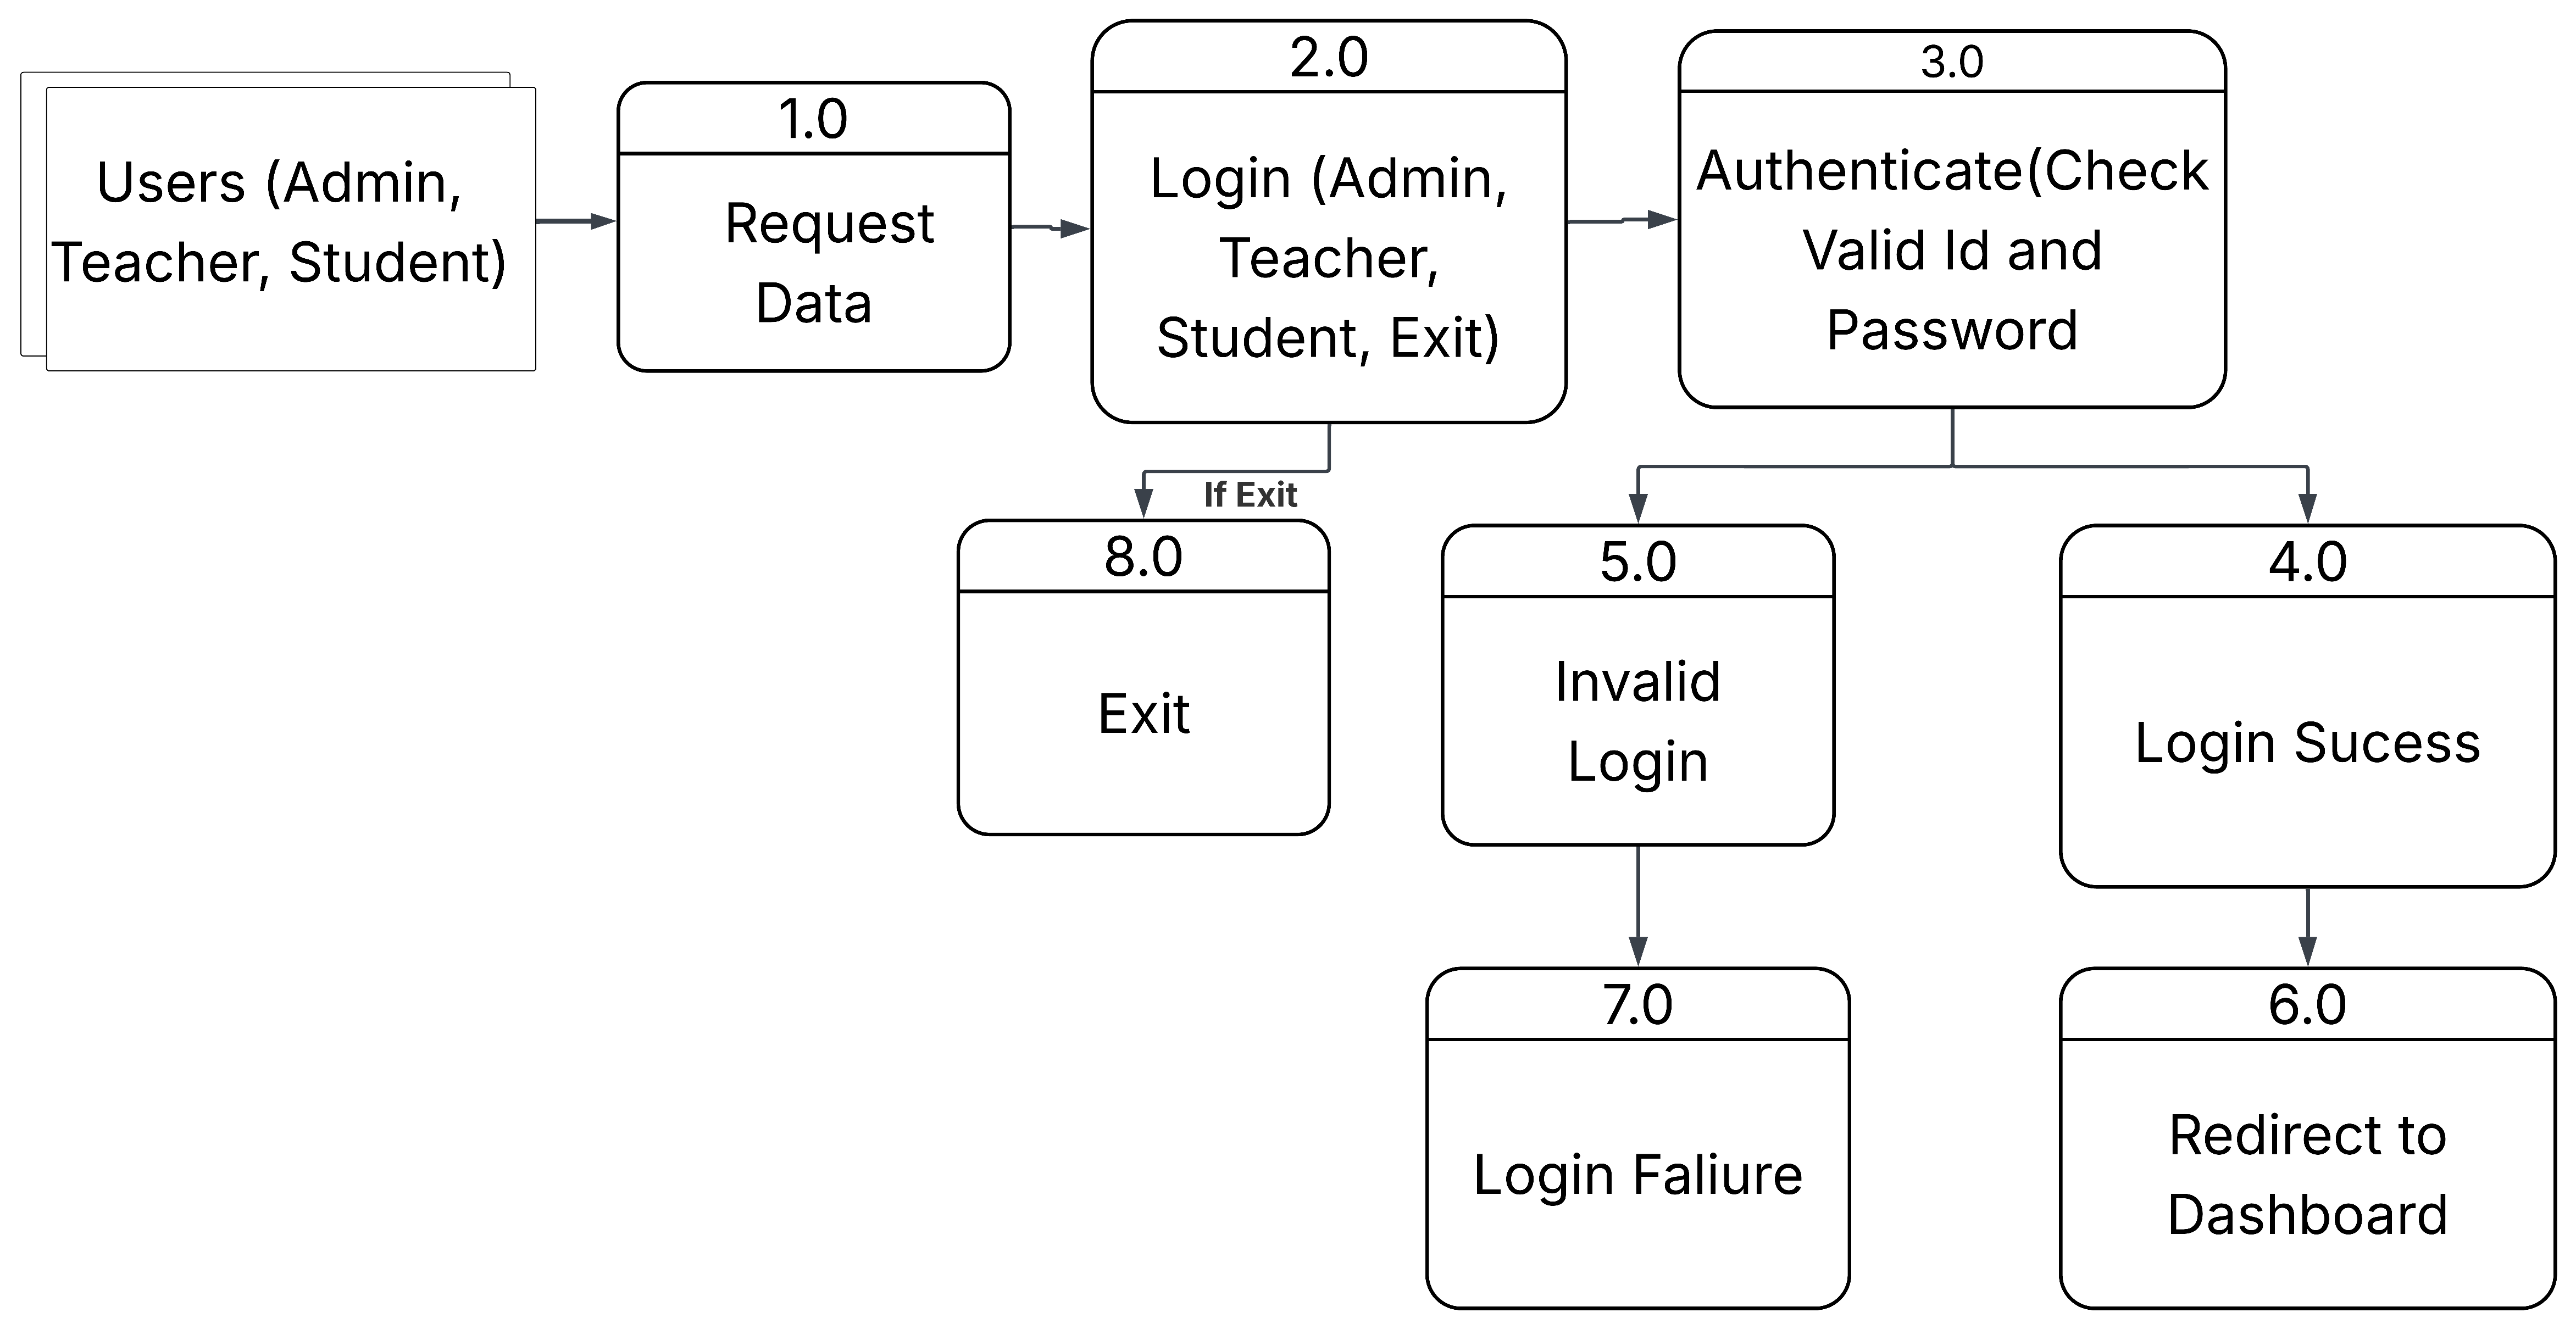 Users (Admin,
Teacher, Student)
1.0
Request
Data
2.0
Login (Admin,
Teacher,
Student, Exit)
3.0
Authenticate(Check
Valid Id and
Password
If Exit
8.0
Exit
5.0
Invalid
Login
4.0
Login Sucess
7.0
Login Faliure
6.0
Redirect to
Dashboard